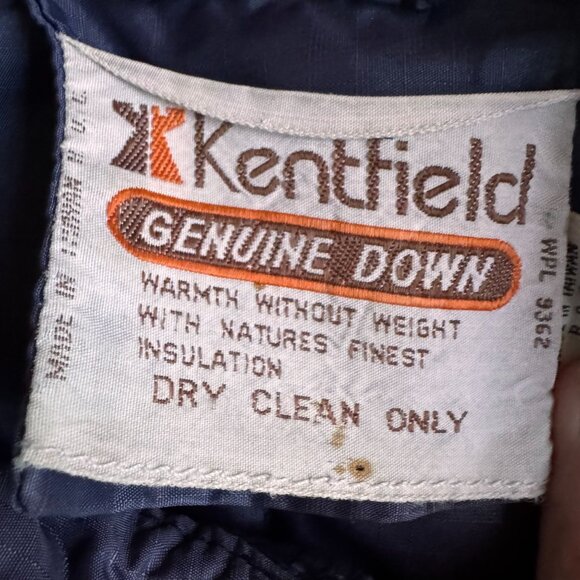 Kentfield
GENUINE DOWN
WARMTH WITHOUT WEIGHT
WITH NATURES FINEST
INSULATION
DRY CLEAN ONLY
MADE IN TAIWAN R.O.C.
WPL 9362